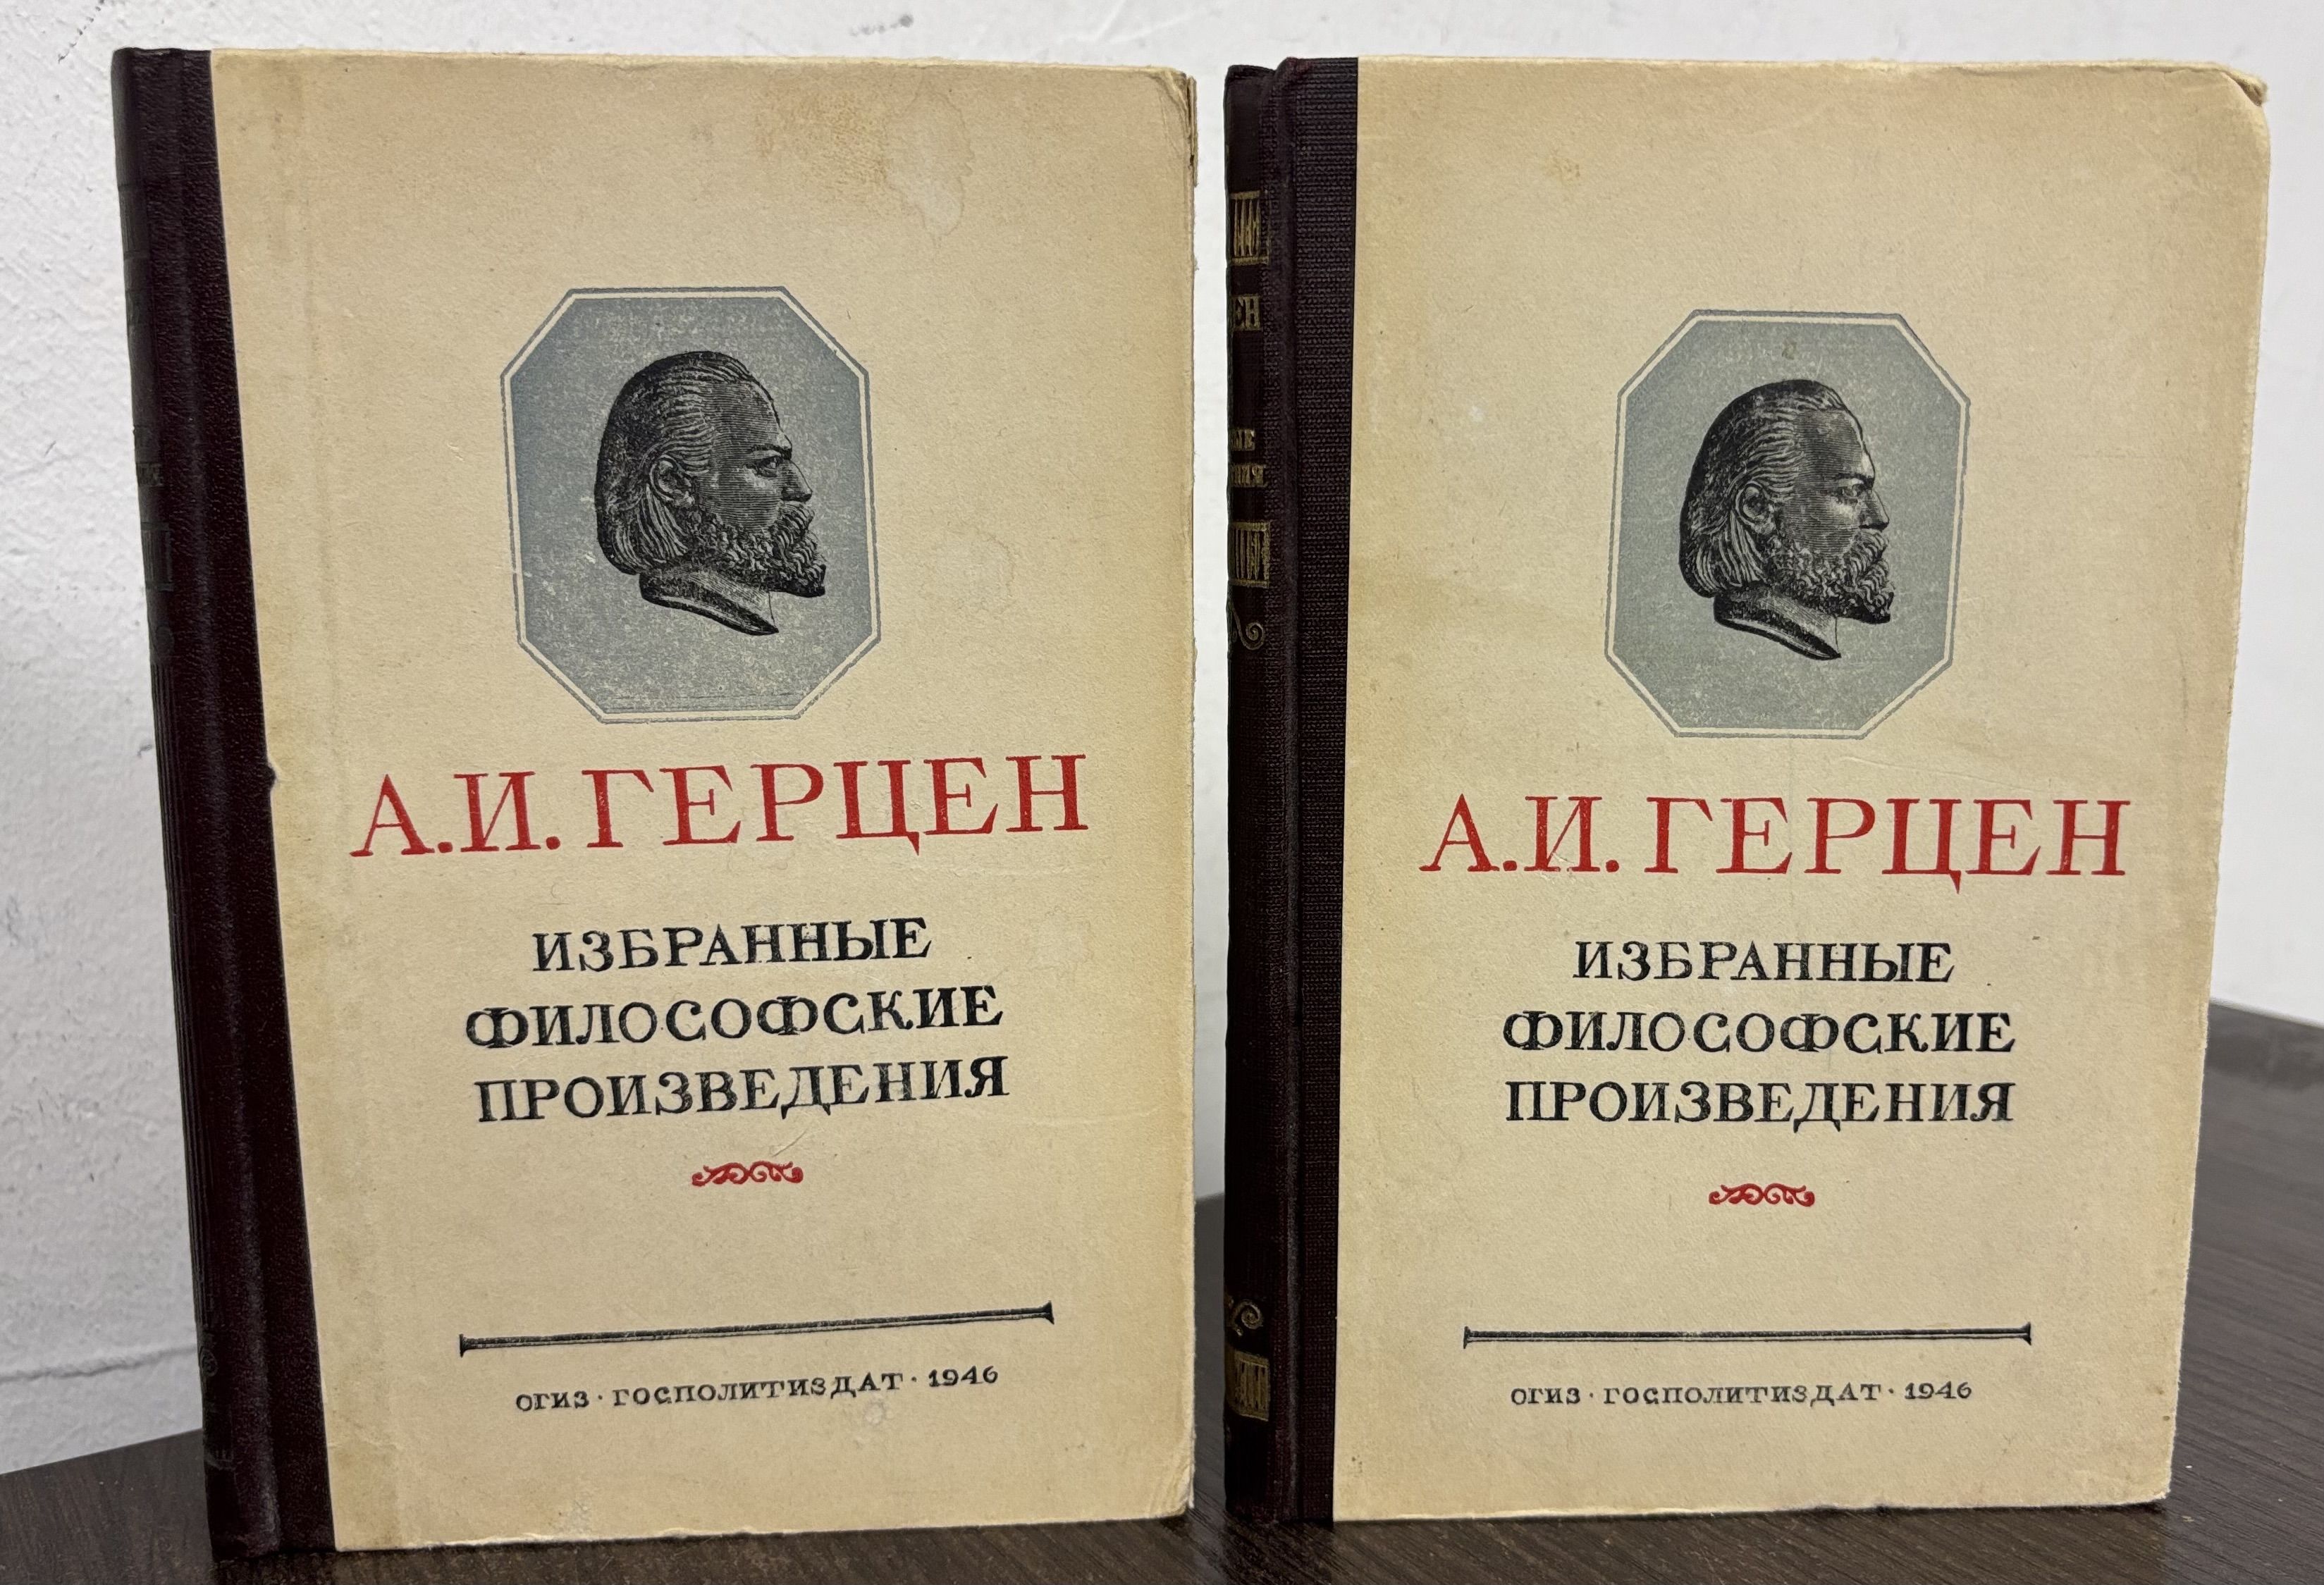 А.И. ГЕРЦЕН
ИЗБРАННЫЕ
ФИЛОСОФСКИЕ
ПРОИЗВЕДЕНИЯ
ОГИЗ · ГОСПОЛИТИЗДАТ · 1946
А.И. ГЕРЦЕН
ИЗБРАННЫЕ
ФИЛОСОФСКИЕ
ПРОИЗВЕДЕНИЯ
ОГИЗ · ГОСПОЛИТИЗДАТ · 1946